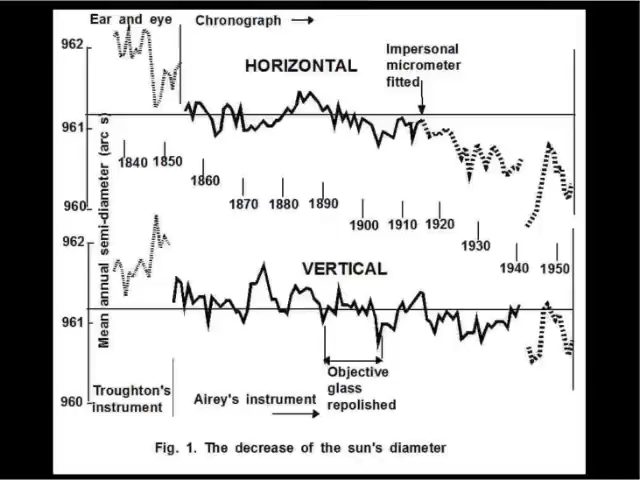 Ear and eye
Chronograph
962
HORIZONTAL
Impersonal
micrometer
fitted
961
Mean annual semi-diameter (arc s)
1840
1850
1860
1870
1880
1890
1900
1910
1920
1930
1940
1950
960
962
VERTICAL
961
Objective
glass
repolished
Troughton's
instrument
Airey's instrument
960
Fig. 1. The decrease of the sun's diameter